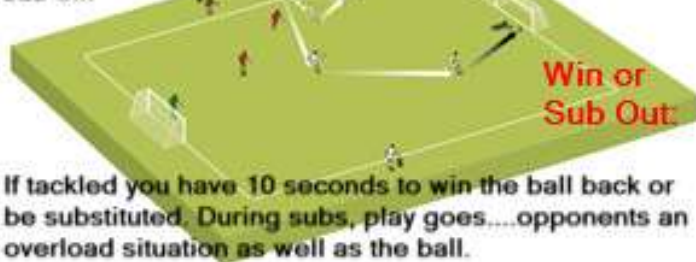 Win or
Sub Out:
If tackled you have 10 seconds to win the ball back or
be substituted. During subs, play goes....opponents an
overload situation as well as the ball.